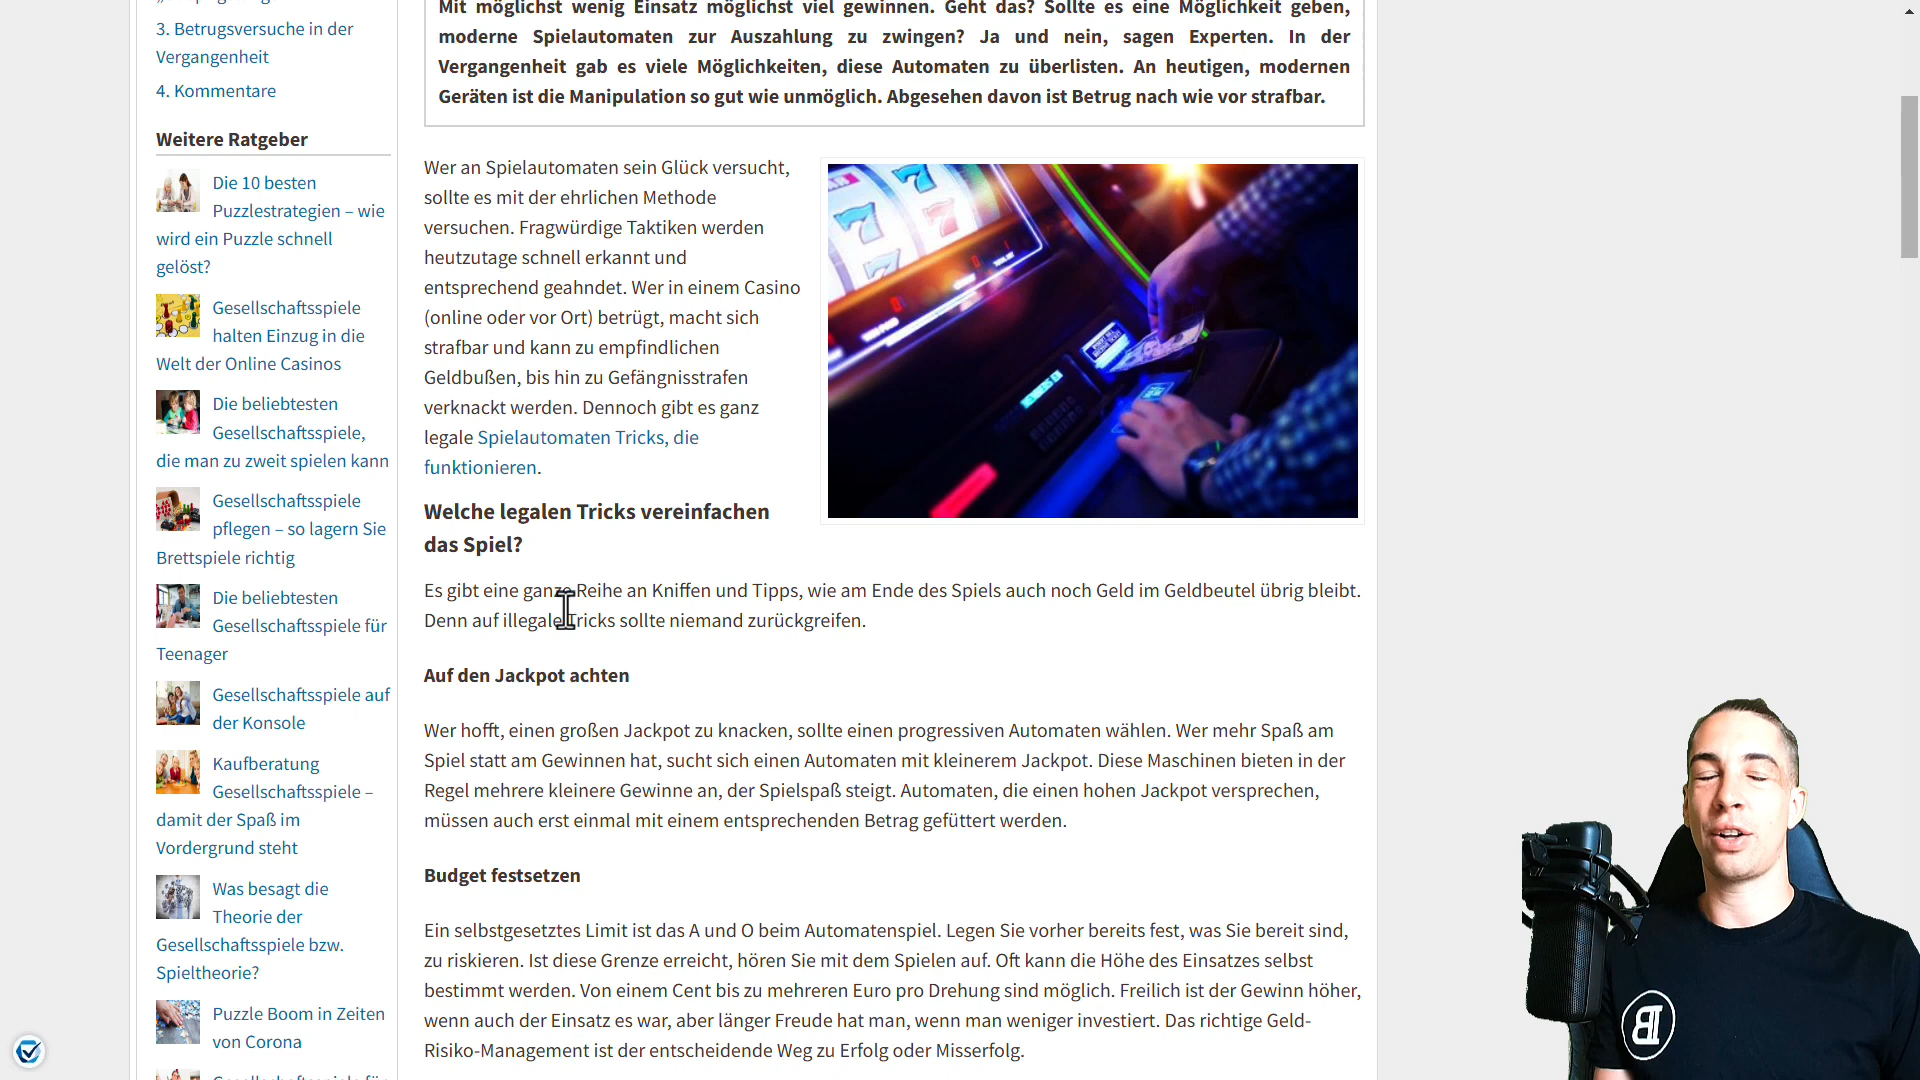 3. Betrugsversuche in der
Vergangenheit
4. Kommentare
Weitere Ratgeber
Die 10 besten
Puzzlestrategien – wie
wird ein Puzzle schnell
gelöst?
Gesellschaftsspiele
halten Einzug in die
Welt der Online Casinos
Die beliebtesten
Gesellschaftsspiele,
die man zu zweit spielen kann
Gesellschaftsspiele
pflegen – so lagern Sie
Brettspiele richtig
Die beliebtesten
Gesellschaftsspiele für
Teenager
Gesellschaftsspiele auf
der Konsole
Kaufberatung
Gesellschaftsspiele –
damit der Spaß im
Vordergrund steht
Was besagt die
Theorie der
Gesellschaftsspiele bzw.
Spieltheorie?
Puzzle Boom in Zeiten
von Corona
Mit möglichst wenig Einsatz möglichst viel gewinnen. Geht das? Sollte es eine Möglichkeit geben,
moderne Spielautomaten zur Auszahlung zu zwingen? Ja und nein, sagen Experten. In der
Vergangenheit gab es viele Möglichkeiten, diese Automaten zu überlisten. An heutigen, modernen
Geräten ist die Manipulation so gut wie unmöglich. Abgesehen davon ist Betrug nach wie vor strafbar.
Wer an Spielautomaten sein Glück versucht,
sollte es mit der ehrlichen Methode
versuchen. Fragwürdige Taktiken werden
heutzutage schnell erkannt und
entsprechend geahndet. Wer in einem Casino
(online oder vor Ort) betrügt, macht sich
strafbar und kann zu empfindlichen
Geldbußen, bis hin zu Gefängnisstrafen
verknackt werden. Dennoch gibt es ganz
legale Spielautomaten Tricks, die
funktionieren.
Welche legalen Tricks vereinfachen
das Spiel?
Es gibt eine ganze Reihe an Kniffen und Tipps, wie am Ende des Spiels auch noch Geld im Geldbeutel übrig bleibt.
Denn auf illegale Tricks sollte niemand zurückgreifen.
Auf den Jackpot achten
Wer hofft, einen großen Jackpot zu knacken, sollte einen progressiven Automaten wählen. Wer mehr Spaß am
Spiel statt am Gewinnen hat, sucht sich einen Automaten mit kleinerem Jackpot. Diese Maschinen bieten in der
Regel mehrere kleinere Gewinne an, der Spielspaß steigt. Automaten, die einen hohen Jackpot versprechen,
müssen auch erst einmal mit einem entsprechenden Betrag gefüttert werden.
Budget festsetzen
Ein selbstgesetztes Limit ist das A und O beim Automatenspiel. Legen Sie vorher bereits fest, was Sie bereit sind,
zu riskieren. Ist diese Grenze erreicht, hören Sie mit dem Spielen auf. Oft kann die Höhe des Einsatzes selbst
bestimmt werden. Von einem Cent bis zu mehreren Euro pro Drehung sind möglich. Freilich ist der Gewinn höher,
wenn auch der Einsatz es war, aber länger Freude hat man, wenn man weniger investiert. Das richtige Geld-
Risiko-Management ist der entscheidende Weg zu Erfolg oder Misserfolg.